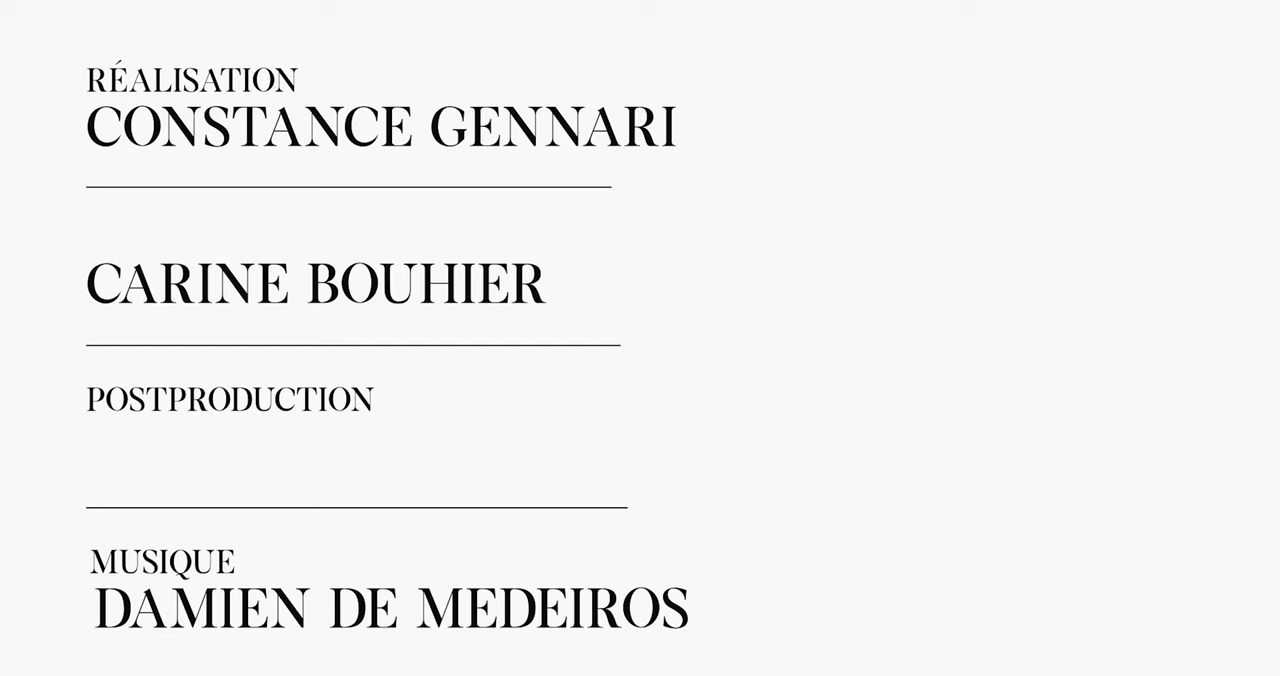 RÉALISATION
CONSTANCE GENNARI
CARINE BOUHIER
POSTPRODUCTION
MUSIQUE
DAMIEN DE MEDEIROS